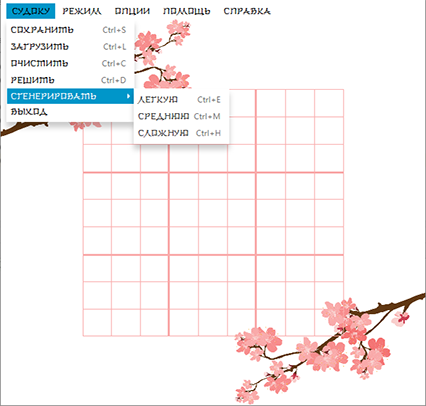 СУДОКУ РЕЖИМ ОПЦИИ ПОМОЩЬ СПРАВКА
СОХРАНИТЬ Ctrl+S
ЗАГРУЗИТЬ Ctrl+L
ОЧИСТИТЬ Ctrl+C
РЕШИТЬ Ctrl+D
СГЕНЕРИРОВАТЬ
ЛЕГКУЮ Ctrl+E
СРЕДНЮЮ Ctrl+M
СЛОЖНУЮ Ctrl+H
ВЫХОД